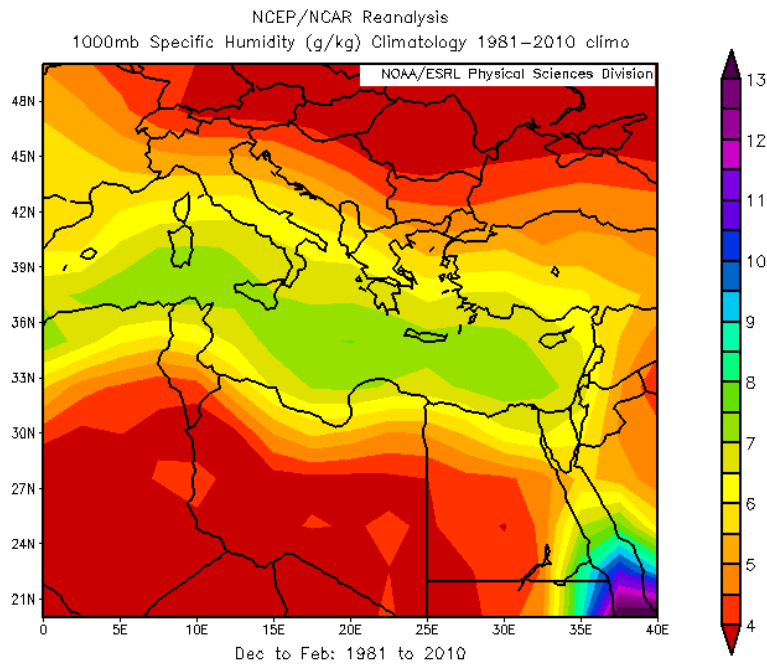 NCEP/NCAR Reanalysis
1000mb Specific Humidity (g/kg) Climatology 1981-2010 climo
NOAA/ESRL Physical Sciences Division
48N
45N
42N
39N
36N
33N
30N
27N
24N
21N
0 5E 10E 15E 20E 25E 30E 35E 40E
Dec to Feb: 1981 to 2010
13
12
11
10
9
8
7
6
5
4